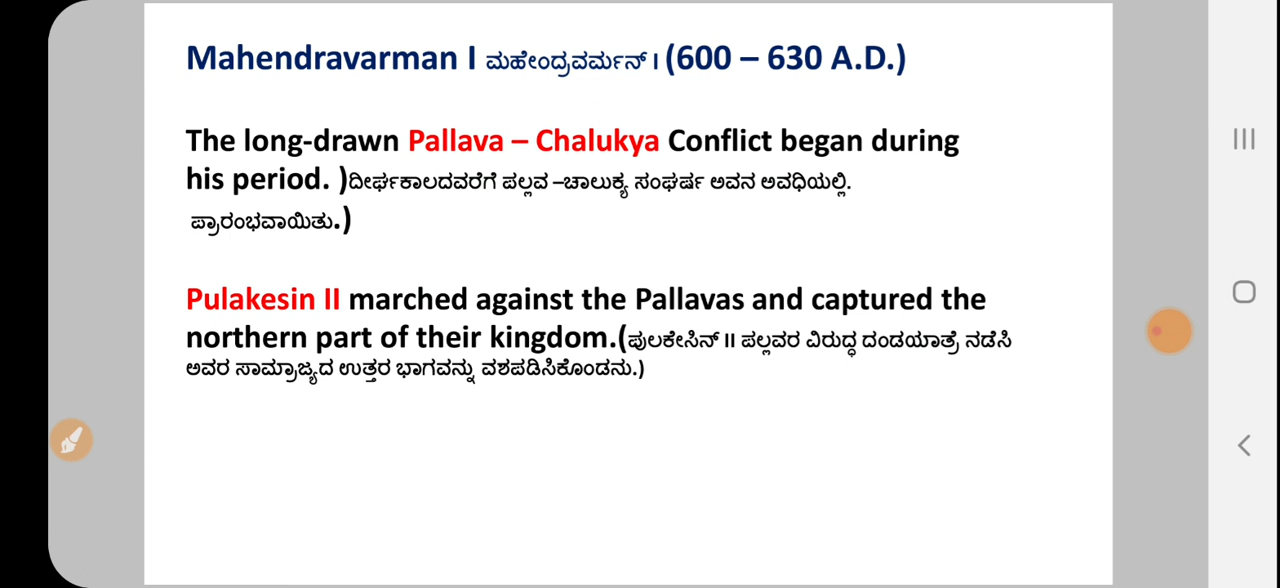 Mahendravarman I ಮಹೇಂದ್ರವರ್ಮನ್ I (600 – 630 A.D.)
The long-drawn Pallava – Chalukya Conflict began during
his period. )ದೀರ್ಘಕಾಲದವರೆಗೆ ಪಲ್ಲವ –ಚಾಲುಕ್ಯ ಸಂಘರ್ಷ ಅವನ ಅವಧಿಯಲ್ಲಿ.
ಪ್ರಾರಂಭವಾಯಿತು.)
Pulakesin II marched against the Pallavas and captured the
northern part of their kingdom.(ಪುಲಕೇಸಿನ್ II ಪಲ್ಲವರ ವಿರುದ್ಧ ದಂಡಯಾತ್ರೆ ನಡೆಸಿ
ಅವರ ಸಾಮ್ರಾಜ್ಯದ ಉತ್ತರ ಭಾಗವನ್ನು ವಶಪಡಿಸಿಕೊಂಡನು.)